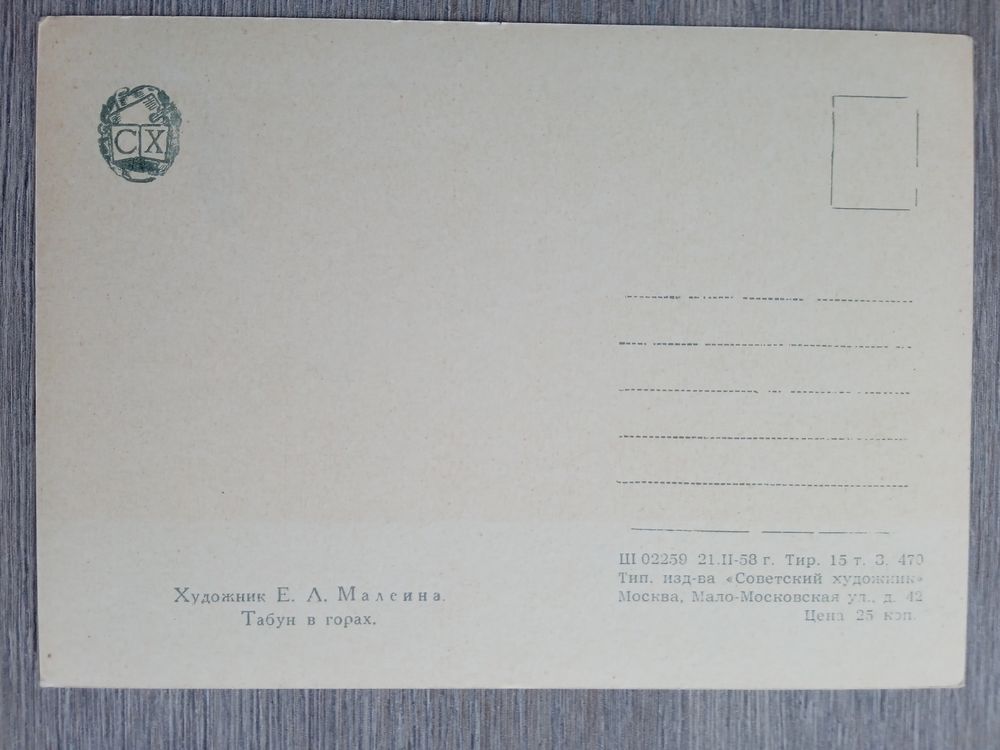 СХ
Художник Е. Л. Малеина.
Табун в горах.
Ш 02259 21.II-58 г. Тир. 15 т. З. 470
Тип. изд-ва «Советский художник»
Москва, Мало-Московская ул., д. 42
Цена 25 коп.